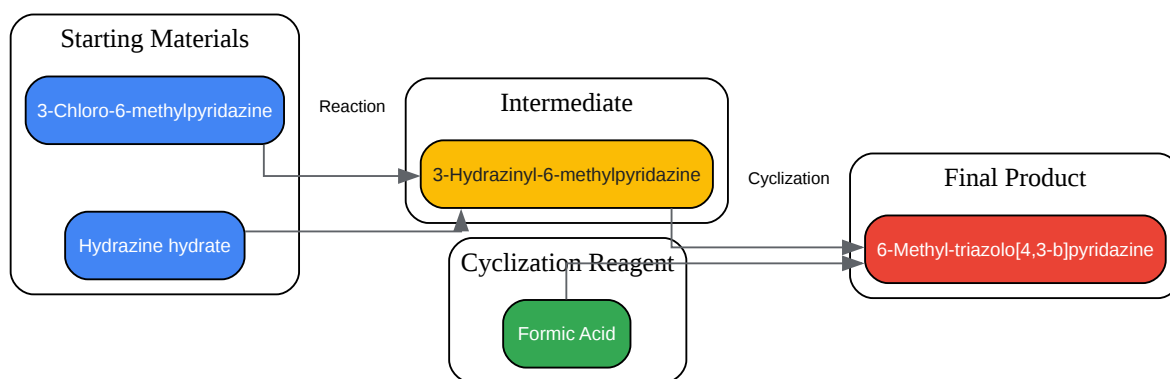 Starting Materials
3-Chloro-6-methylpyridazine
Hydrazine hydrate
Reaction
Intermediate
3-Hydrazinyl-6-methylpyridazine
Cyclization Reagent
Formic Acid
Cyclization
Final Product
6-Methyl-triazolo[4,3-b]pyridazine